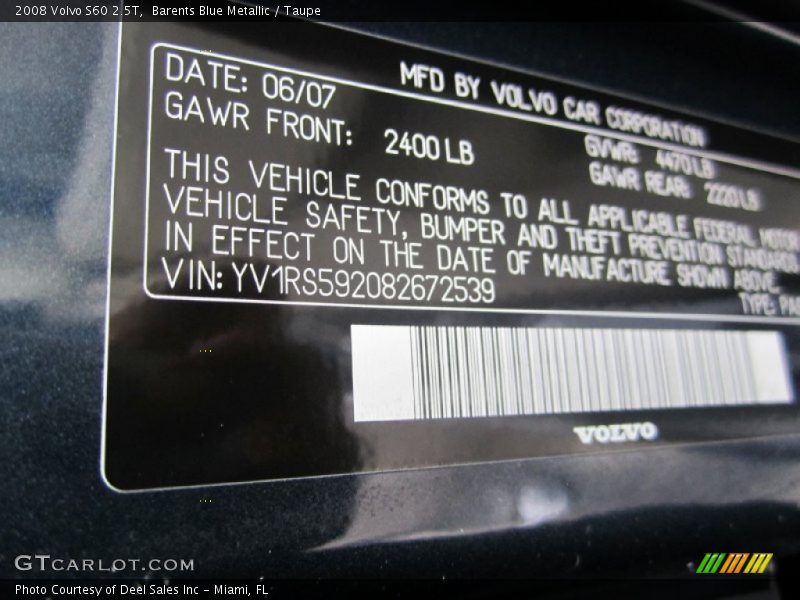 2008 Volvo S60 2.5T,  Barents Blue Metallic / Taupe
MFD BY VOLVO CAR CORPORATION
DATE: 06/07
GAWR FRONT: 2400 LB
GVWR: 4470 LB
GAWR REAR: 2220 LB
THIS VEHICLE CONFORMS TO ALL APPLICABLE FEDERAL MOTOR
VEHICLE SAFETY, BUMPER AND THEFT PREVENTION STANDARDS
IN EFFECT ON THE DATE OF MANUFACTURE SHOWN ABOVE.
VIN: YV1RS592082672539
TYPE: PAS
VOLVO
GTCARLOT.COM
Photo Courtesy of Deel Sales Inc - Miami, FL